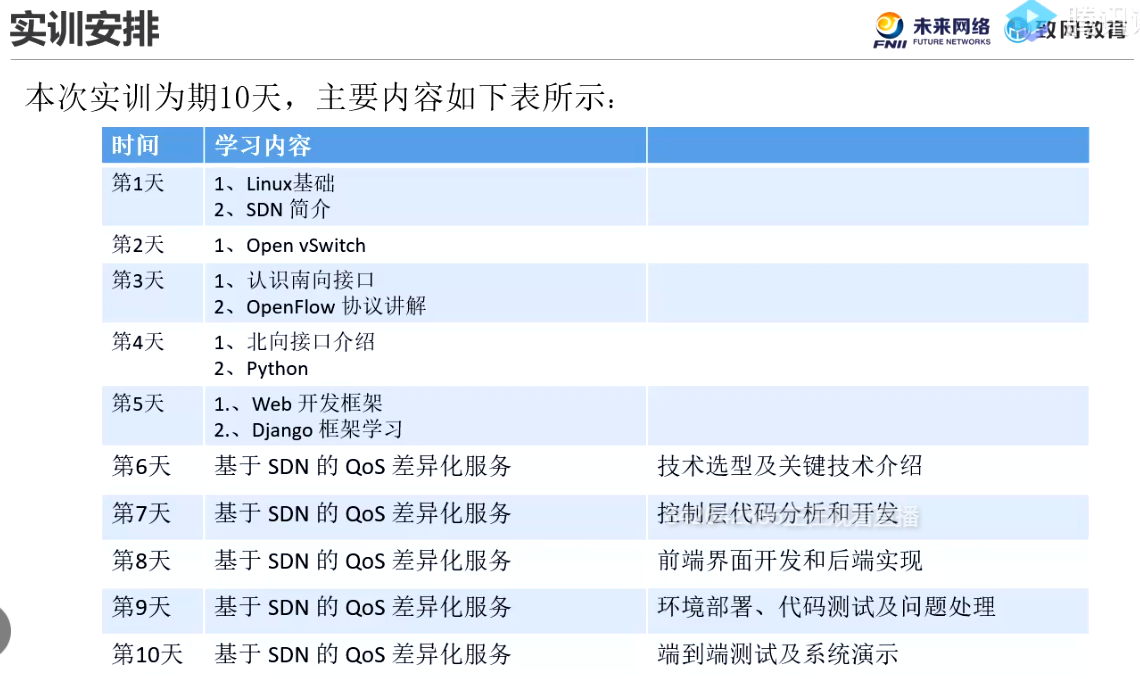 实训安排
未来网络
FNII FUTURE NETWORKS
致网教育
本次实训为期10天，主要内容如下表所示：
时间 学习内容
第1天 1、Linux基础
2、SDN 简介
第2天 1、Open vSwitch
第3天 1、认识南向接口
2、OpenFlow 协议讲解
第4天 1、北向接口介绍
2、Python
第5天 1.、Web 开发框架
2.、Django 框架学习
第6天 基于 SDN 的 QoS 差异化服务 技术选型及关键技术介绍
第7天 基于 SDN 的 QoS 差异化服务 控制层代码分析和开发
第8天 基于 SDN 的 QoS 差异化服务 前端界面开发和后端实现
第9天 基于 SDN 的 QoS 差异化服务 环境部署、代码测试及问题处理
第10天 基于 SDN 的 QoS 差异化服务 端到端测试及系统演示